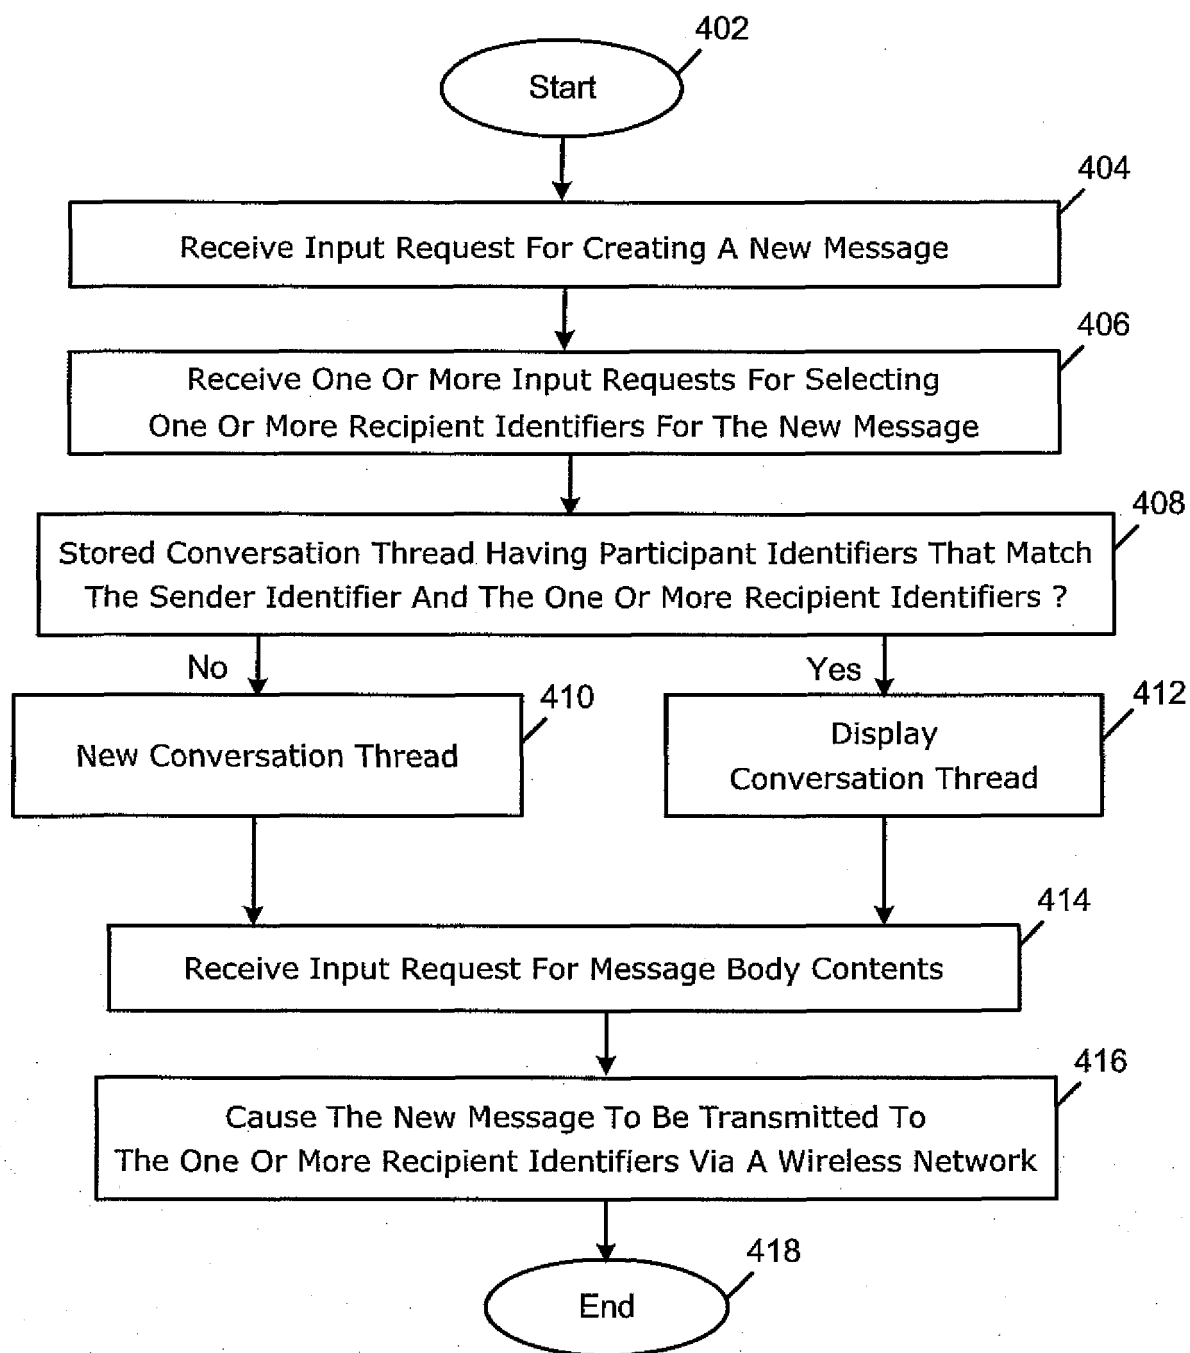 402
Start
404
Receive Input Request For Creating A New Message
406
Receive One Or More Input Requests For Selecting
One Or More Recipient Identifiers For The New Message
408
Stored Conversation Thread Having Participant Identifiers That Match
The Sender Identifier And The One Or More Recipient Identifiers ?
No
Yes
410
New Conversation Thread
412
Display
Conversation Thread
414
Receive Input Request For Message Body Contents
416
Cause The New Message To Be Transmitted To
The One Or More Recipient Identifiers Via A Wireless Network
418
End